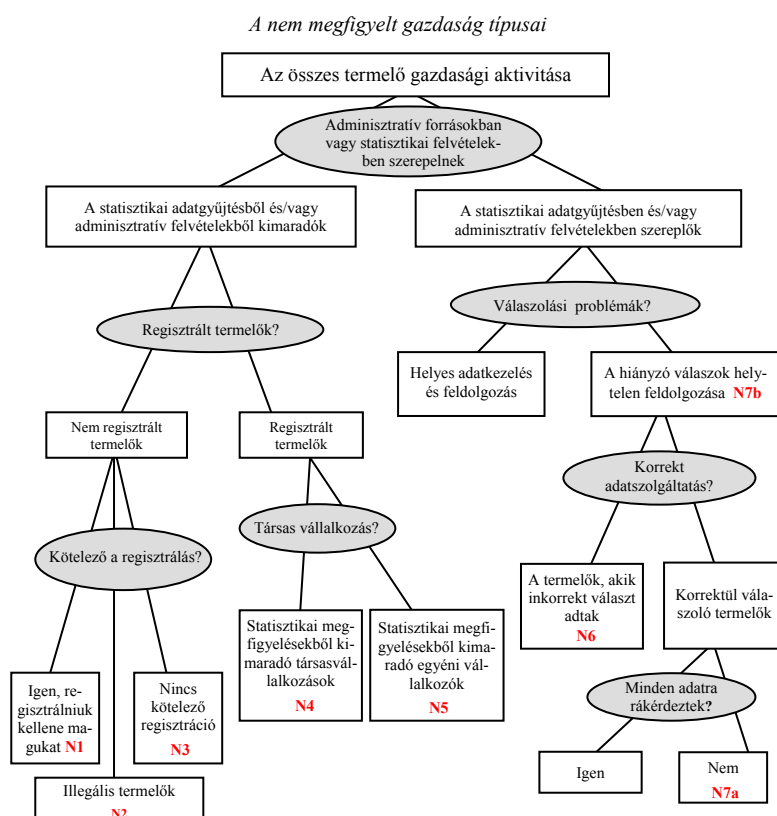 A nem megfigyelt gazdaság típusai
Az összes termelő gazdasági aktivitása
Adminisztratív forrásokban
vagy statisztikai felvételek-
ben szerepelnek
A statisztikai adatgyűjtésből és/vagy
adminisztratív felvételekből kimaradók
A statisztikai adatgyűjtésben és/vagy
adminisztratív felvételekben szereplők
Regisztrált termelők?
Válaszolási problémák?
Helyes adatkezelés
és feldolgozás
A hiányzó válaszok hely-
telen feldolgozása N7b
Nem regisztrált
termelők
Regisztrált
termelők
Korrekt
adatszolgáltatás?
Társas vállalkozás?
Kötelező a regisztrálás?
A termelők, akik
inkorrekt választ
adtak
N6
Korrektül vá-
laszoló termelők
Statisztikai meg-
figyelésekből ki-
maradó társasvál-
lalkozások
N4
Statisztikai megfi-
gyelésekből kima-
radó egyéni vál-
lalkozók
N5
Igen, re-
gisztrálniuk
kellene ma-
gukat N1
Nincs
kötelező
regisztráció
N3
Minden adatra
rákérdeztek?
Igen
Nem
N7a
Illegális termelők
N2